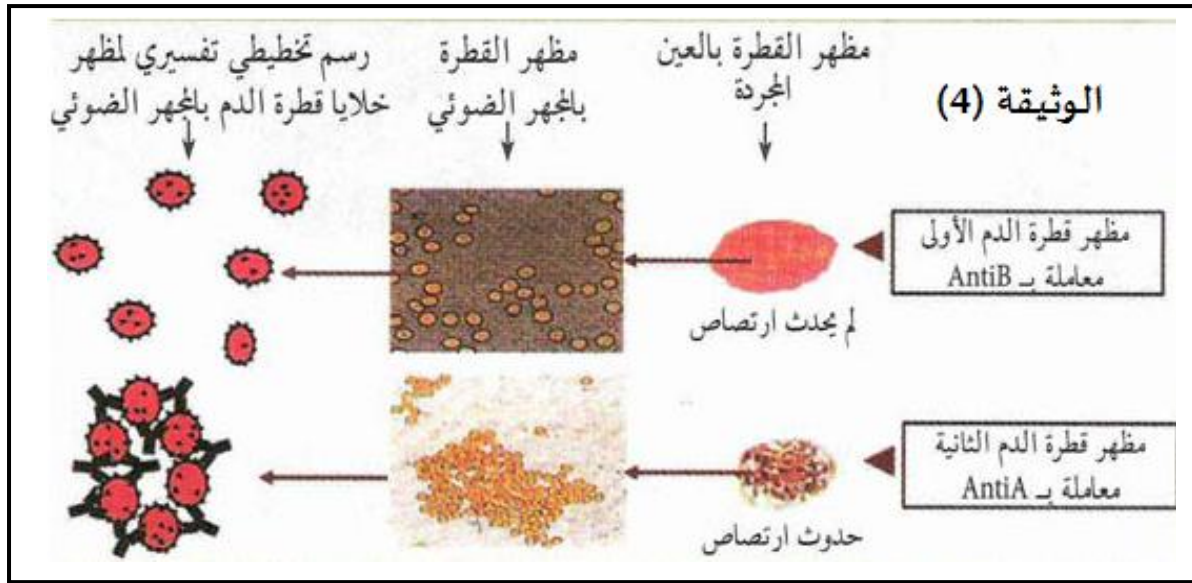 الوثيقة (4)
مظهر القطرة بالعين
المجردة
مظهر القطرة
بالمجهر الضوئي
رسم تخطيطي تفسيري لمظهر
خلايا قطرة الدم بالمجهر الضوئي
مظهر قطرة الدم الأولى
معاملة بـ AntiB
لم يحدث ارتصاص
مظهر قطرة الدم الثانية
معاملة بـ AntiA
حدوث ارتصاص